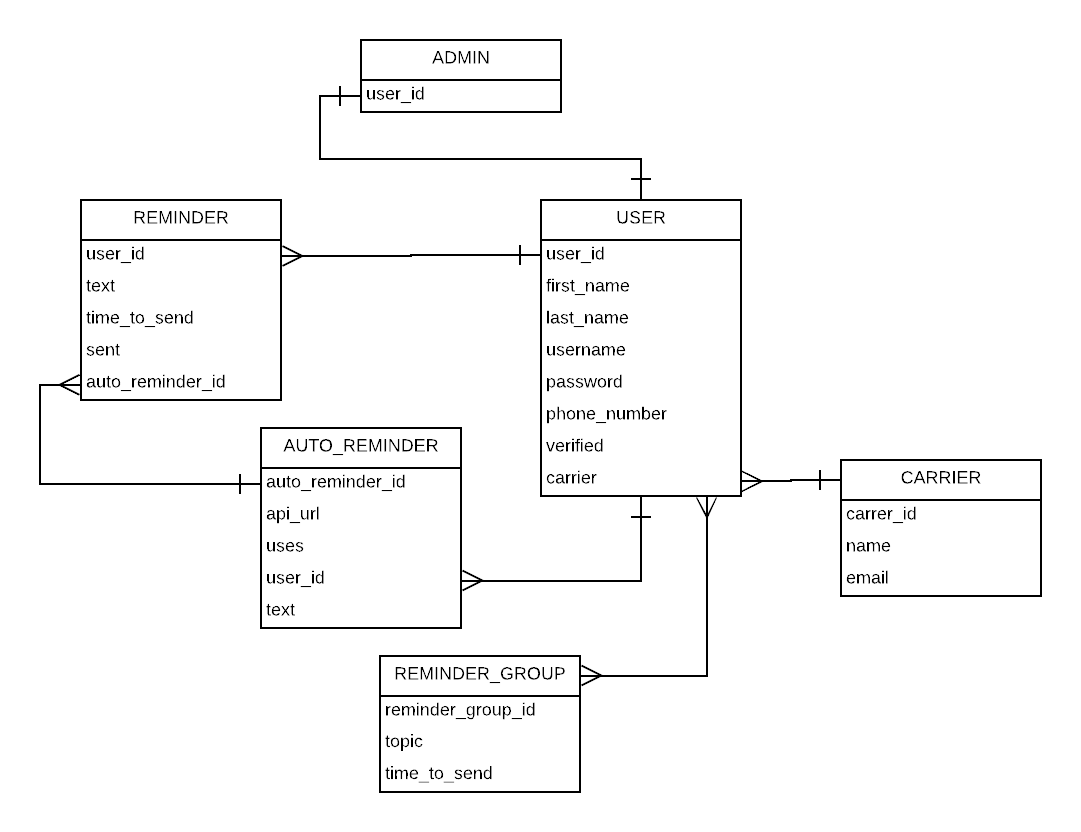 ADMIN
user_id
REMINDER
user_id
text
time_to_send
sent
auto_reminder_id
USER
user_id
first_name
last_name
username
password
phone_number
verified
carrier
AUTO_REMINDER
auto_reminder_id
api_url
uses
user_id
text
CARRIER
carrer_id
name
email
REMINDER_GROUP
reminder_group_id
topic
time_to_send